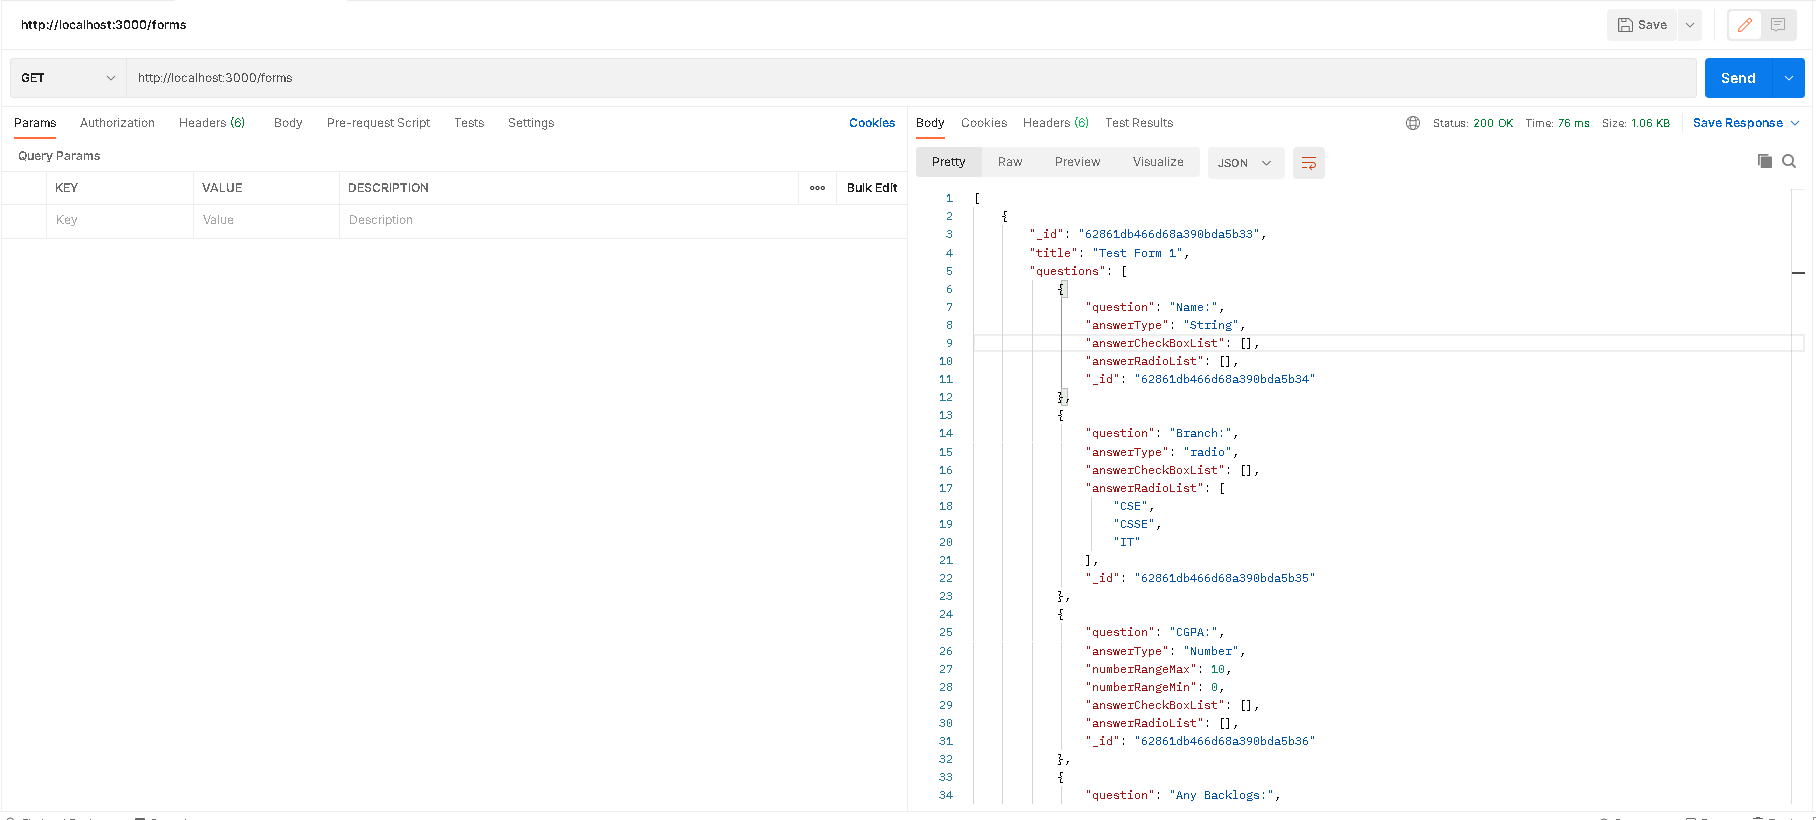 http://localhost:3000/forms
Save
GET
http://localhost:3000/forms
Send
Params Authorization Headers (6) Body Pre-request Script Tests Settings Cookies
Query Params
KEY VALUE DESCRIPTION ooo Bulk Edit
Key Value Description
Body Cookies Headers (6) Test Results
Status: 200 OK Time: 76 ms Size: 1.06 KB Save Response
Pretty Raw Preview Visualize JSON
1 [
2 {
3 "_id": "62861db466d68a390bda5b33",
4 "title": "Test Form 1",
5 "questions": [
6 {
7 "question": "Name:",
8 "answerType": "String",
9 "answerCheckBoxList": [],
10 "answerRadioList": [],
11 "_id": "62861db466d68a390bda5b34"
12 },
13 {
14 "question": "Branch:",
15 "answerType": "radio",
16 "answerCheckBoxList": [],
17 "answerRadioList": [
18 "CSE",
19 "CSSE",
20 "IT"
21 ],
22 "_id": "62861db466d68a390bda5b35"
23 },
24 {
25 "question": "CGPA:",
26 "answerType": "Number",
27 "numberRangeMax": 10,
28 "numberRangeMin": 0,
29 "answerCheckBoxList": [],
30 "answerRadioList": [],
31 "_id": "62861db466d68a390bda5b36"
32 },
33 {
34 "question": "Any Backlogs:",